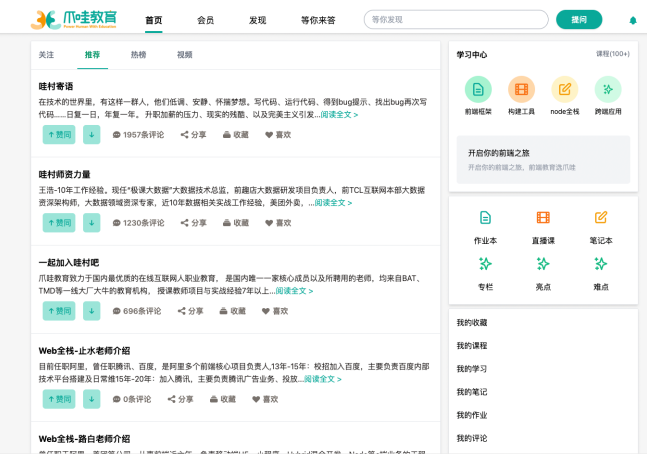 爪哇教育
首页 会员 发现 等你来答 等你发现 提问
关注 推荐 热榜 视频
哇村寄语
在技术的世界里，有这样一群人，他们低调、安静、怀揣梦想。写代码、运行代码、得到bug提示、找出bug再次写
代码......日复一日，年复一年。 升职加薪的压力、现实的残酷、以及完美主义引发...阅读全文 >
↑ 赞同 ↓ 1957条评论 分享 收藏 喜欢
哇村师资力量
王浩-10年工作经验。现任"极课大数据"大数据技术总监，前趣店大数据研发项目负责人，前TCL互联网本部大数据
资深架构师，大数据领域资深专家，近10年数据相关实战工作经验，美团外卖，...阅读全文 >
↑ 赞同 ↓ 1230条评论 分享 收藏 喜欢
一起加入哇村吧
爪哇教育致力于国内最优质的在线互联网人职业教育， 是国内唯一一家核心成员以及所聘用的老师，均来自BAT、
TMD等一线大厂大牛的教育机构， 授课教师项目与实战经验7年以上...阅读全文 >
↑ 赞同 ↓ 696条评论 分享 收藏 喜欢
Web全栈-止水老师介绍
目前任职阿里，曾任职腾讯、百度，是阿里多个前端核心项目负责人,13年-15年：校招加入百度，主要负责百度内部
技术平台搭建及日常维15年-20年：加入腾讯，主要负责腾讯广告业务、投放...阅读全文 >
↑ 赞同 ↓ 0条评论 分享 收藏 喜欢
Web全栈-路白老师介绍
学习中心 课程(100+)
前端框架 构建工具 node全栈 跨端应用
开启你的前端之旅
开启你的前端之旅，前端教育选爪哇
作业本 直播课 笔记本
专栏 亮点 难点
我的收藏
我的课程
我的学习
我的笔记
我的作业
我的评论